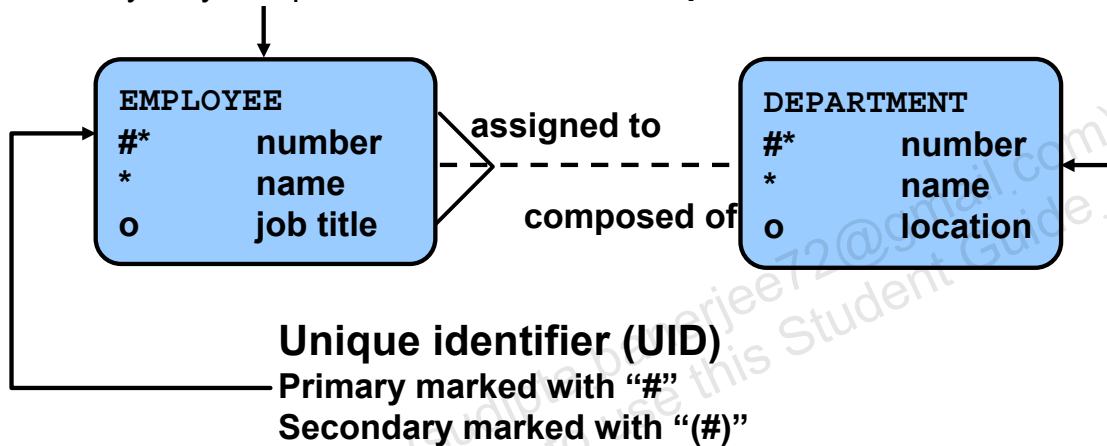 EMPLOYEE
#* number
* name
o job title
assigned to
composed of
DEPARTMENT
#* number
* name
o location
Unique identifier (UID)
Primary marked with “#”
Secondary marked with “(#)”